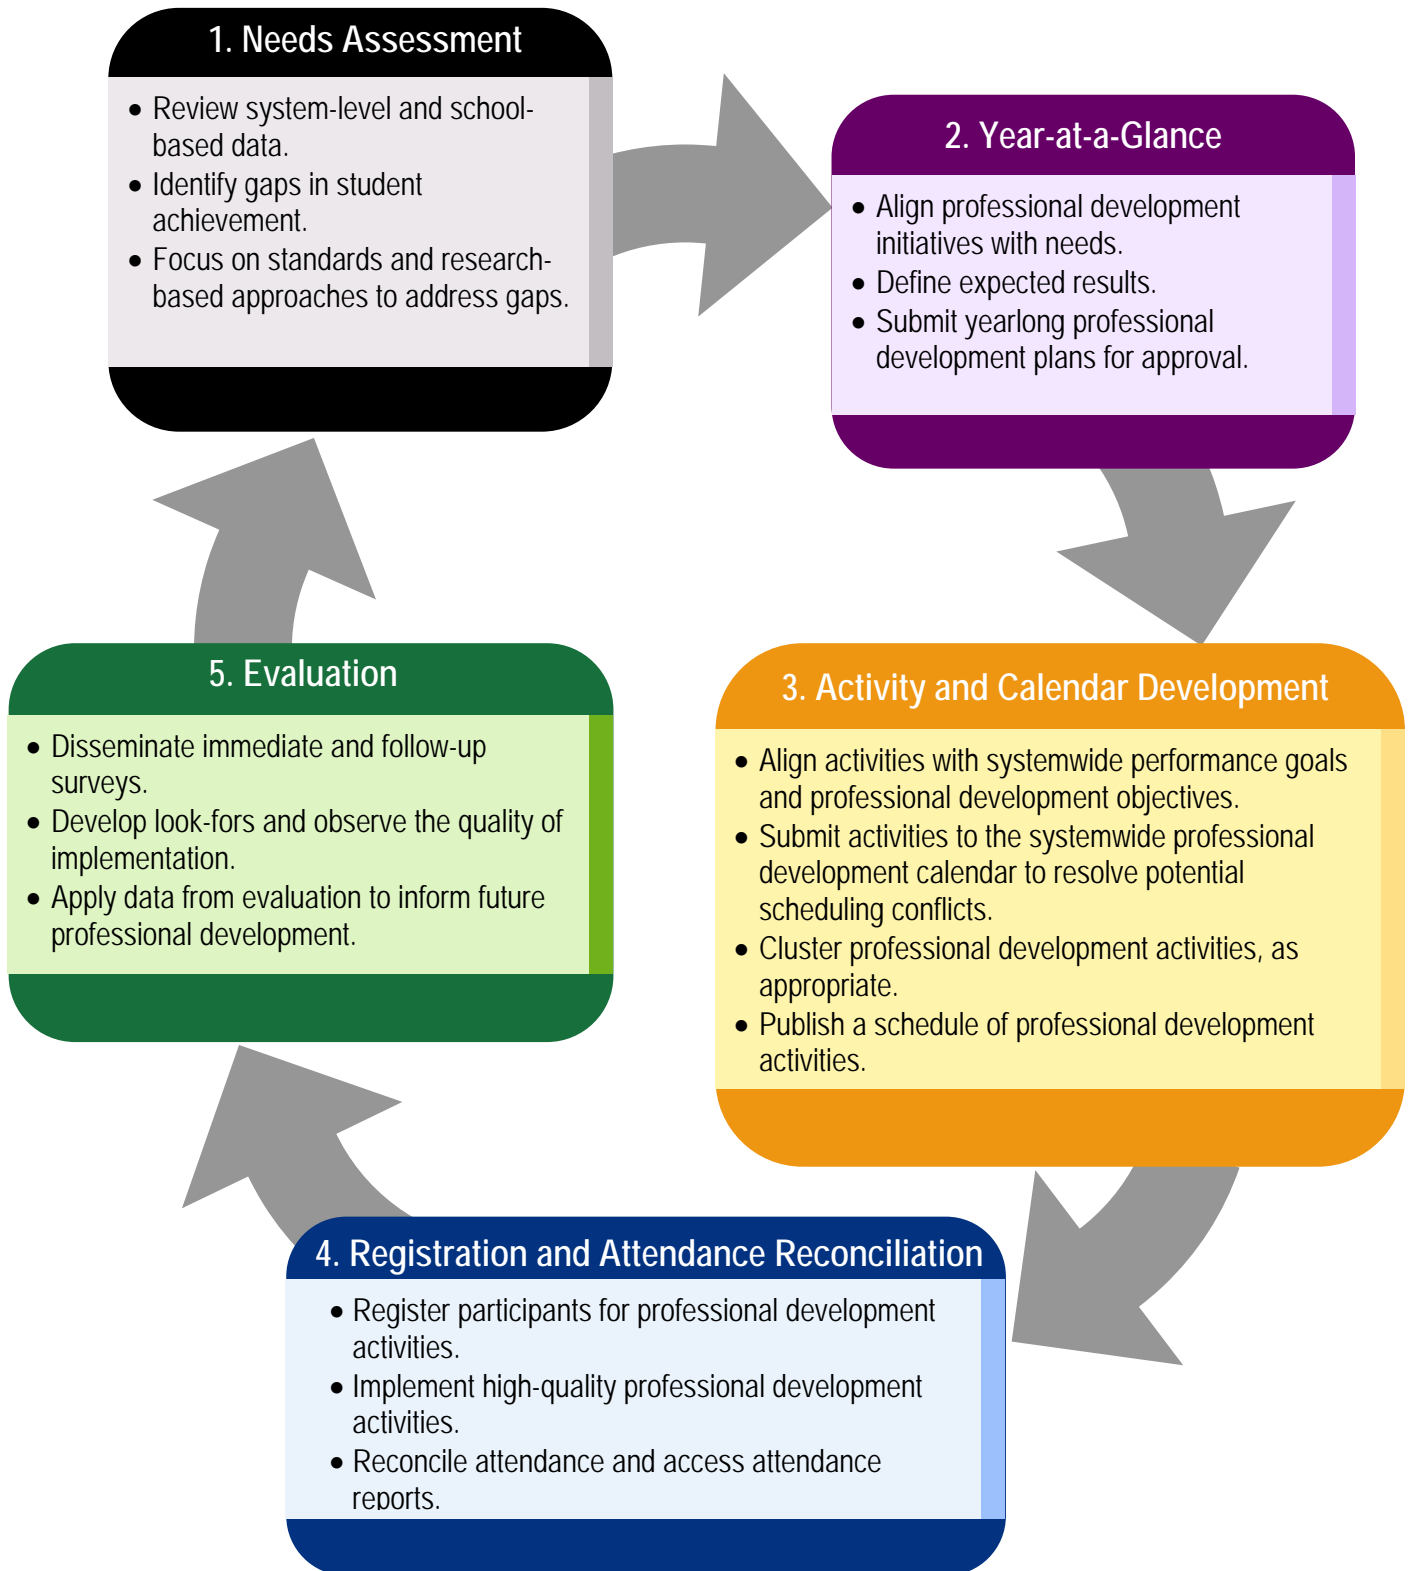 1. Needs Assessment
• Review system-level and school-
based data.
• Identify gaps in student
achievement.
• Focus on standards and research-
based approaches to address gaps.
2. Year-at-a-Glance
• Align professional development
initiatives with needs.
• Define expected results.
• Submit yearlong professional
development plans for approval.
3. Activity and Calendar Development
• Align activities with systemwide performance goals
and professional development objectives.
• Submit activities to the systemwide professional
development calendar to resolve potential
scheduling conflicts.
• Cluster professional development activities, as
appropriate.
• Publish a schedule of professional development
activities.
4. Registration and Attendance Reconciliation
• Register participants for professional development
activities.
• Implement high-quality professional development
activities.
• Reconcile attendance and access attendance
reports.
5. Evaluation
• Disseminate immediate and follow-up
surveys.
• Develop look-fors and observe the quality of
implementation.
• Apply data from evaluation to inform future
professional development.